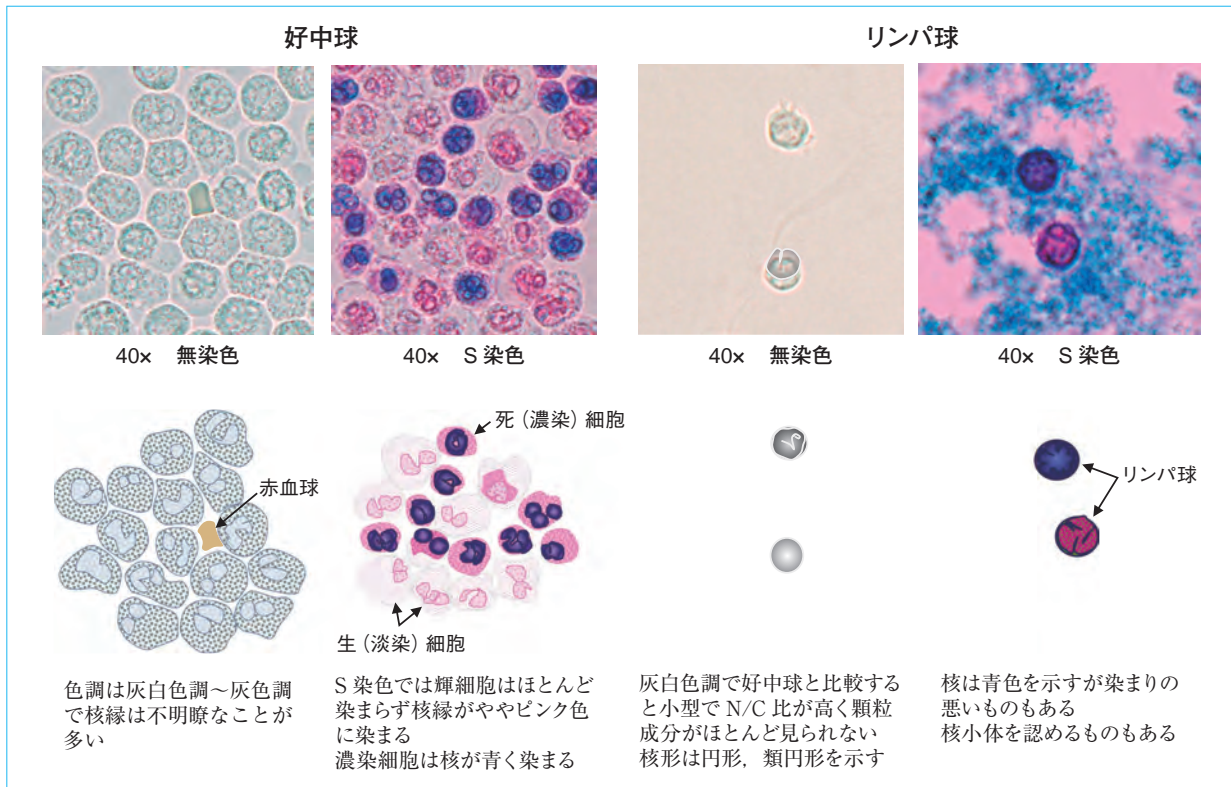 好中球
リンパ球
40× 無染色
40× S 染色
40× 無染色
40× S 染色
赤血球
死（濃染）細胞
生（淡染）細胞
リンパ球
色調は灰白色調〜灰色調
で核縁は不明瞭なことが
多い
S 染色では輝細胞はほとんど
染まらず核縁がややピンク色
に染まる
濃染細胞は核が青く染まる
灰白色調で好中球と比較する
と小型で N/C 比が高く顆粒
成分がほとんど見られない
核形は円形，類円形を示す
核は青色を示すが染まりの
悪いものもある
核小体を認めるものもある